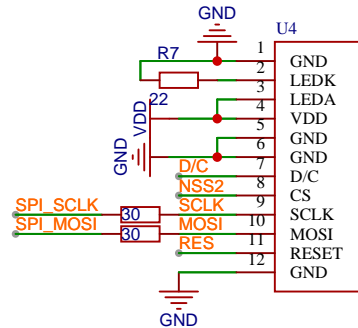 GND
U4
R7
1 GND
2 LEDK
3 LEDA
22
VDD
4 VDD
5 GND
GND
6 GND
D/C
7 D/C
NSS2
8 CS
SPI_SCLK 30 SCLK 9 SCLK
SPI_MOSI 30 MOSI 10 MOSI
RES 11 RESET
12 GND
GND